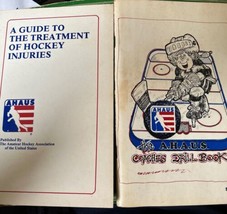 A GUIDE TO
THE TREATMENT OF HOCKEY
INJURIES
AHAUS
Published By
The Amateur Hockey Association
of the United States
A.H.A.U.S
COACHES DRILL BOOK